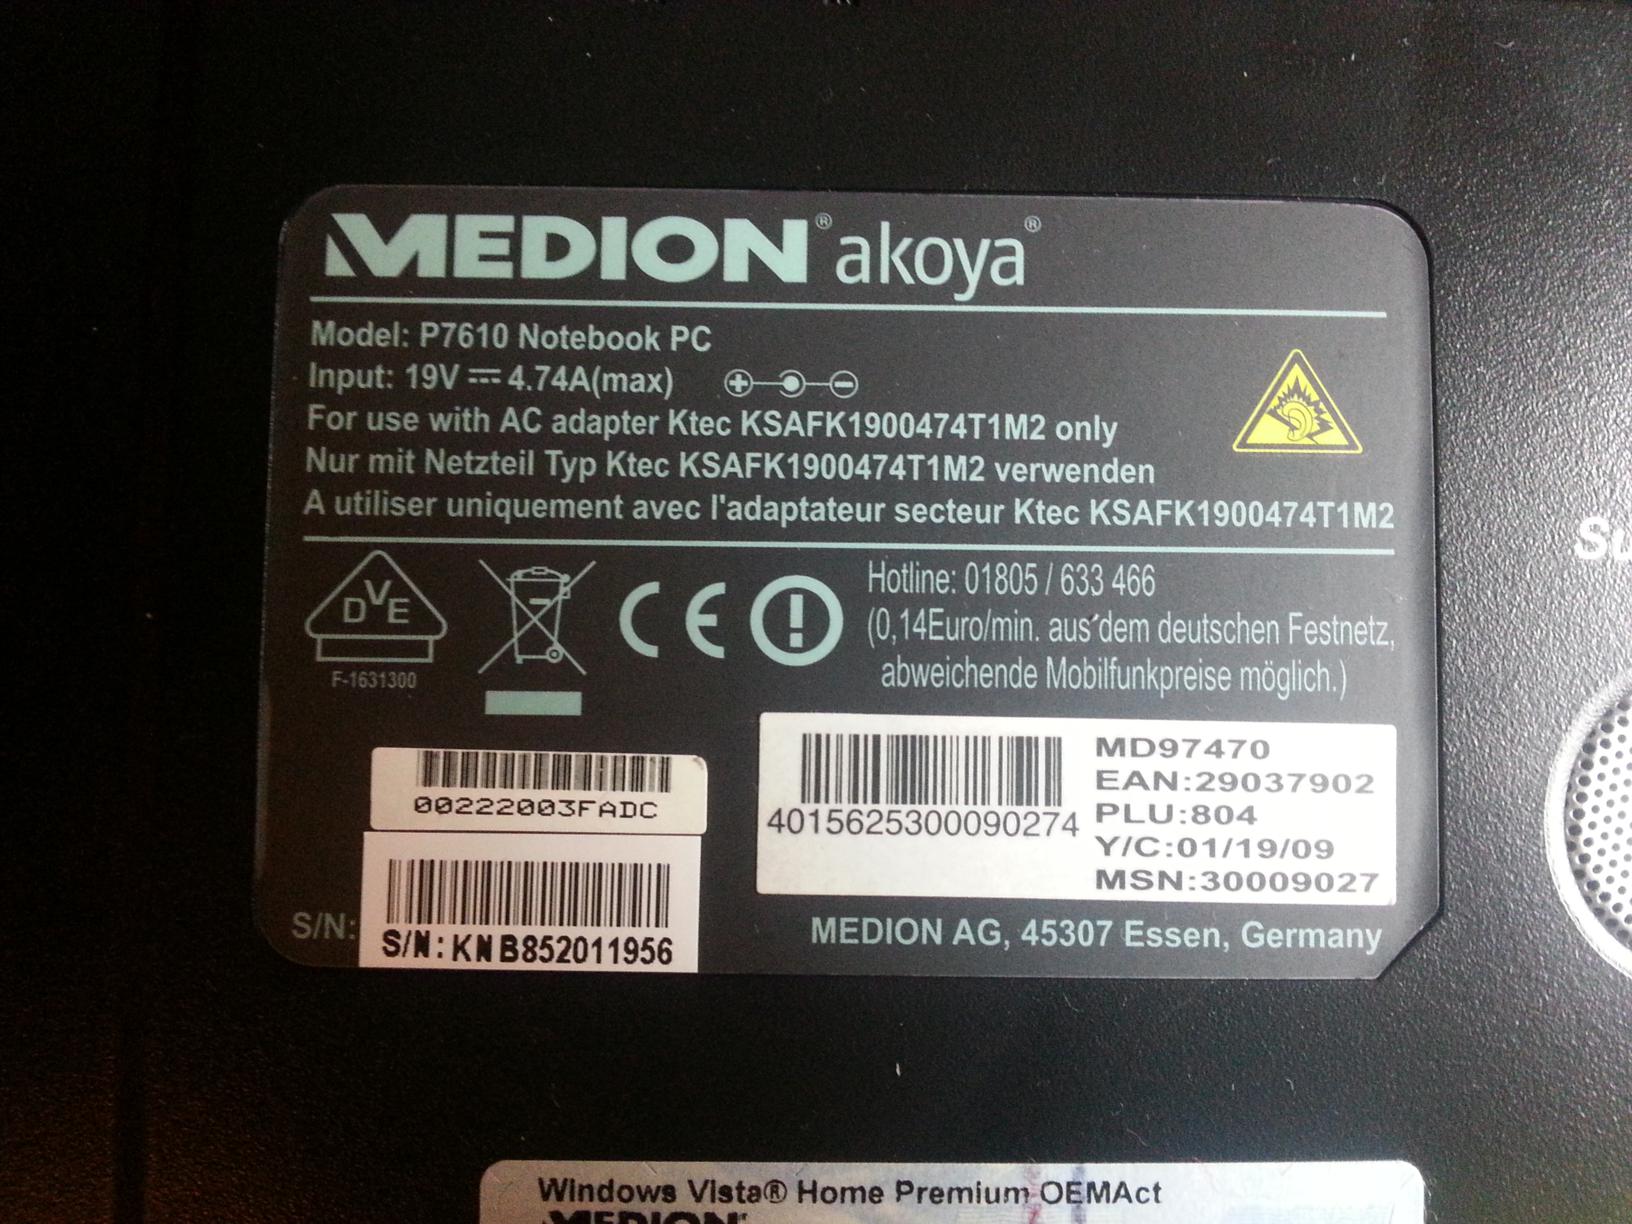 MEDION® akoya®
Model: P7610 Notebook PC
Input: 19V ⎓ 4.74A(max)
For use with AC adapter Ktec KSAFK1900474T1M2 only
Nur mit Netzteil Typ Ktec KSAFK1900474T1M2 verwenden
A utiliser uniquement avec l'adaptateur secteur Ktec KSAFK1900474T1M2
DVE
F-1631300
CE
Hotline: 01805 / 633 466
(0,14Euro/min. aus dem deutschen Festnetz,
abweichende Mobilfunkpreise möglich.)
00222003FADC
S/N:
S/N:KNB852011956
4015625300090274
MD97470
EAN:29037902
PLU:804
Y/C:01/19/09
MSN:30009027
MEDION AG, 45307 Essen, Germany
Windows Vista® Home Premium OEMAct
MEDION